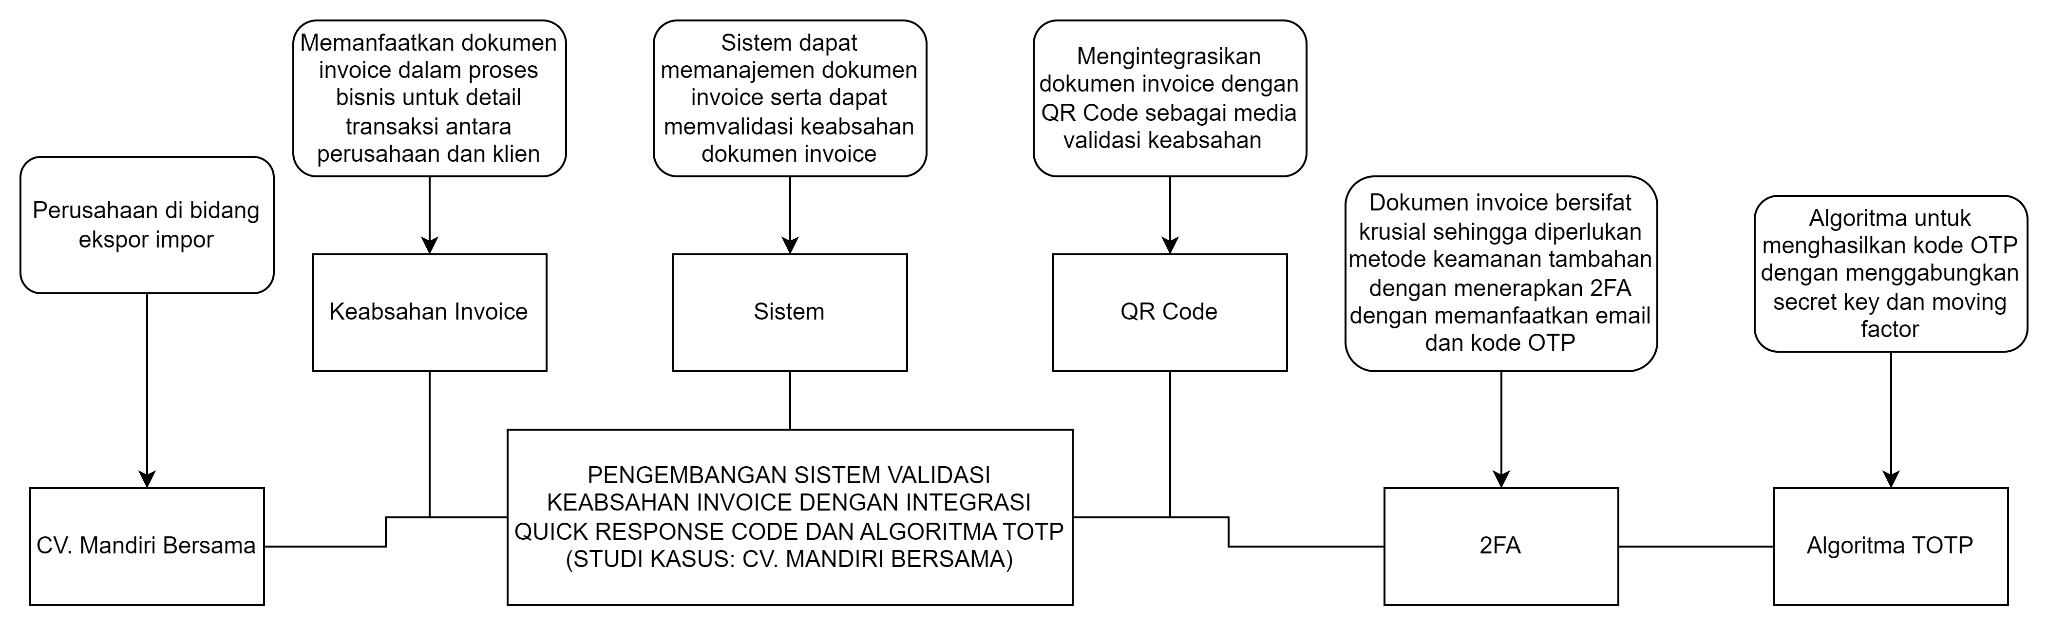 Memanfaatkan dokumen
invoice dalam proses
bisnis untuk detail
transaksi antara
perusahaan dan klien
Sistem dapat
memanajemen dokumen
invoice serta dapat
memvalidasi keabsahan
dokumen invoice
Mengintegrasikan
dokumen invoice dengan
QR Code sebagai media
validasi keabsahan
Perusahaan di bidang
ekspor impor
Dokumen invoice bersifat
krusial sehingga diperlukan
metode keamanan tambahan
dengan menerapkan 2FA
dengan memanfaatkan email
dan kode OTP
Algoritma untuk
menghasilkan kode OTP
dengan menggabungkan
secret key dan moving
factor
Keabsahan Invoice
Sistem
QR Code
CV. Mandiri Bersama
PENGEMBANGAN SISTEM VALIDASI
KEABSAHAN INVOICE DENGAN INTEGRASI
QUICK RESPONSE CODE DAN ALGORITMA TOTP
(STUDI KASUS: CV. MANDIRI BERSAMA)
2FA
Algoritma TOTP